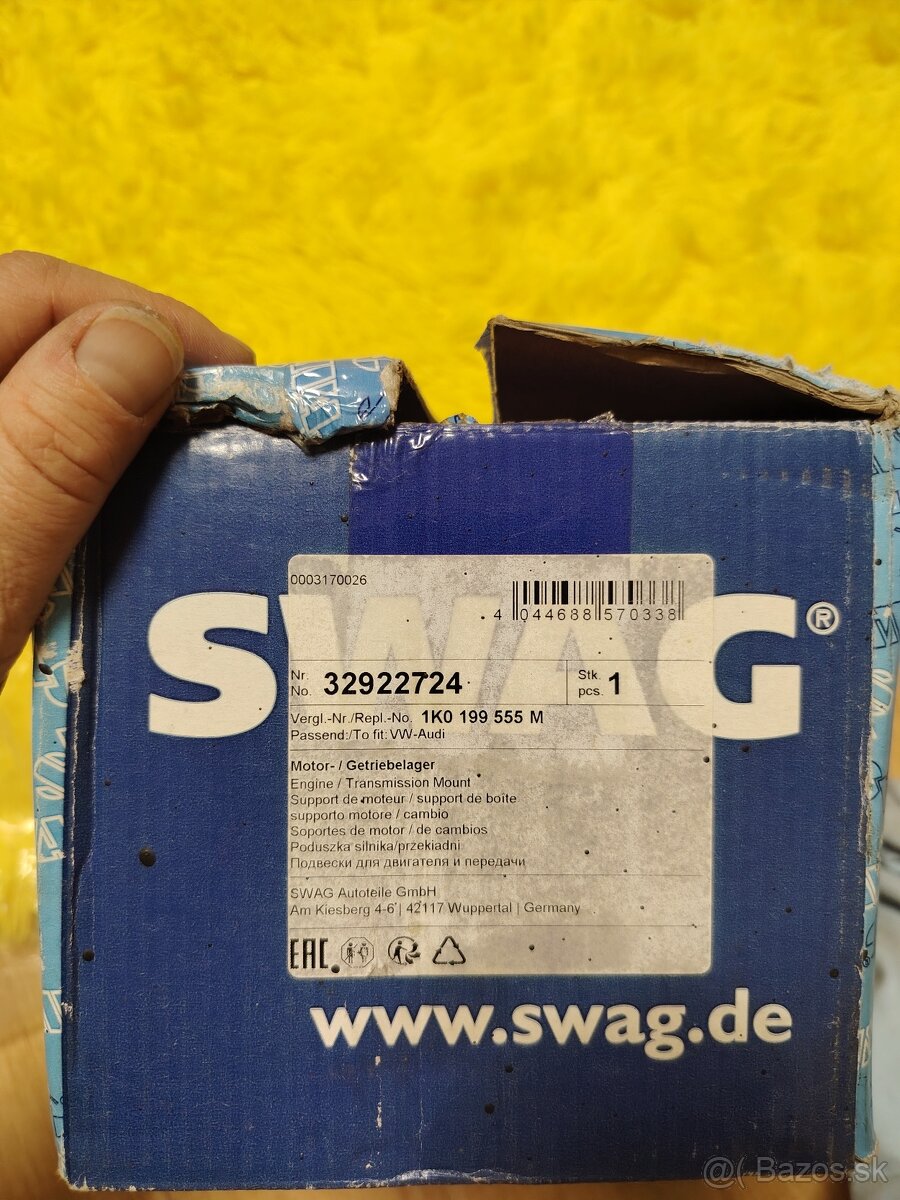 0003170026
4 044688 570338
SWAG®
Nr.
No. 32922724
Stk.
pcs. 1
Vergl.-Nr./Repl.-No. 1K0 199 555 M
Passend:/To fit: VW-Audi
Motor- / Getriebelager
Engine / Transmission Mount
Support de moteur / support de boîte
supporto motore / cambio
Soportes de motor / de cambios
Poduszka silnika/przekładni
Подвески для двигателя и передачи
SWAG Autoteile GmbH
Am Kiesberg 4-6 | 42117 Wuppertal | Germany
EAC
www.swag.de
@( Bazos.sk